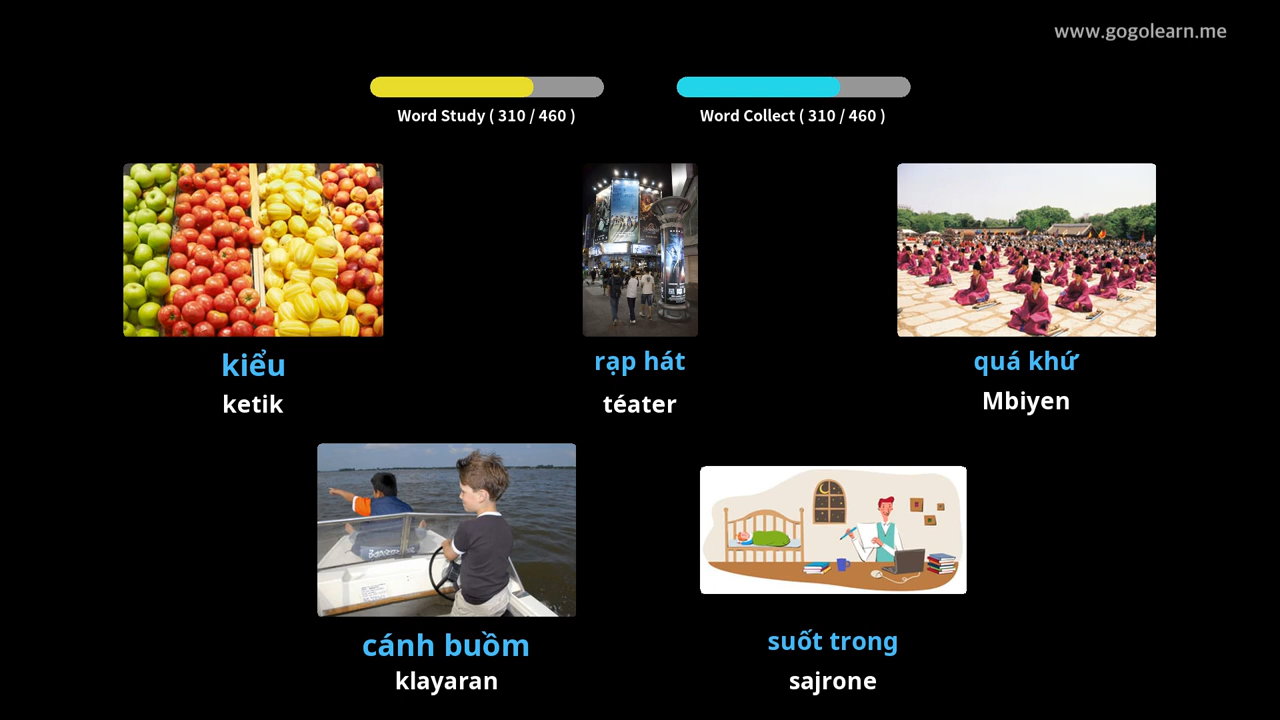 www.gogolearn.me
Word Study ( 310 / 460 )
Word Collect ( 310 / 460 )
kiểu
ketik
rạp hát
téater
quá khứ
Mbiyen
cánh buồm
klayaran
suốt trong
sajrone